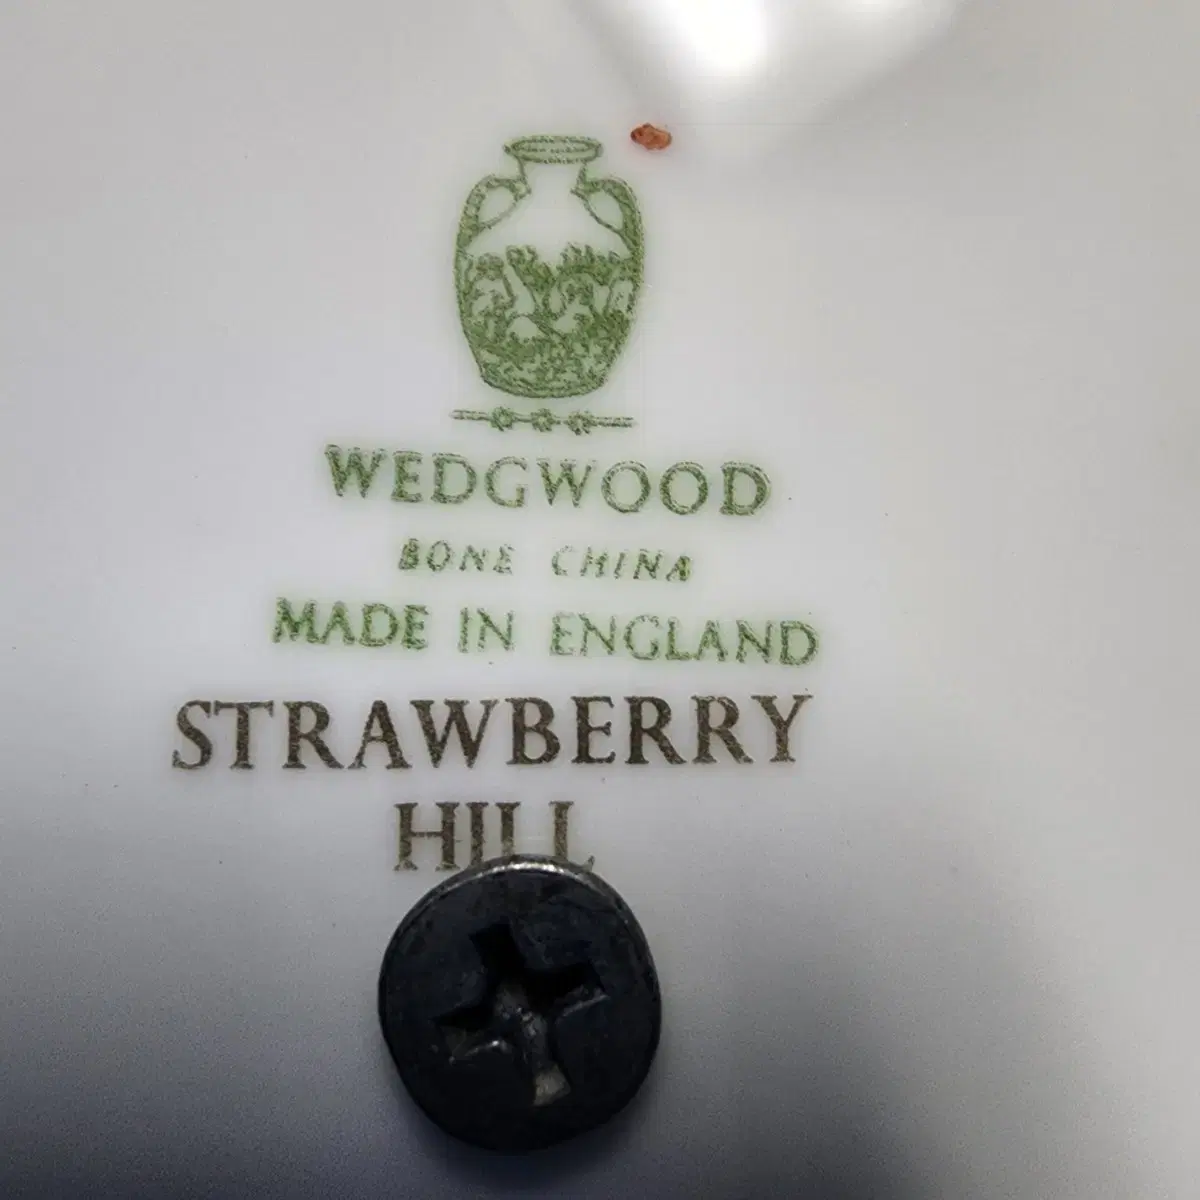 WEDGWOOD
BONE CHINA
MADE IN ENGLAND
STRAWBERRY
HILL